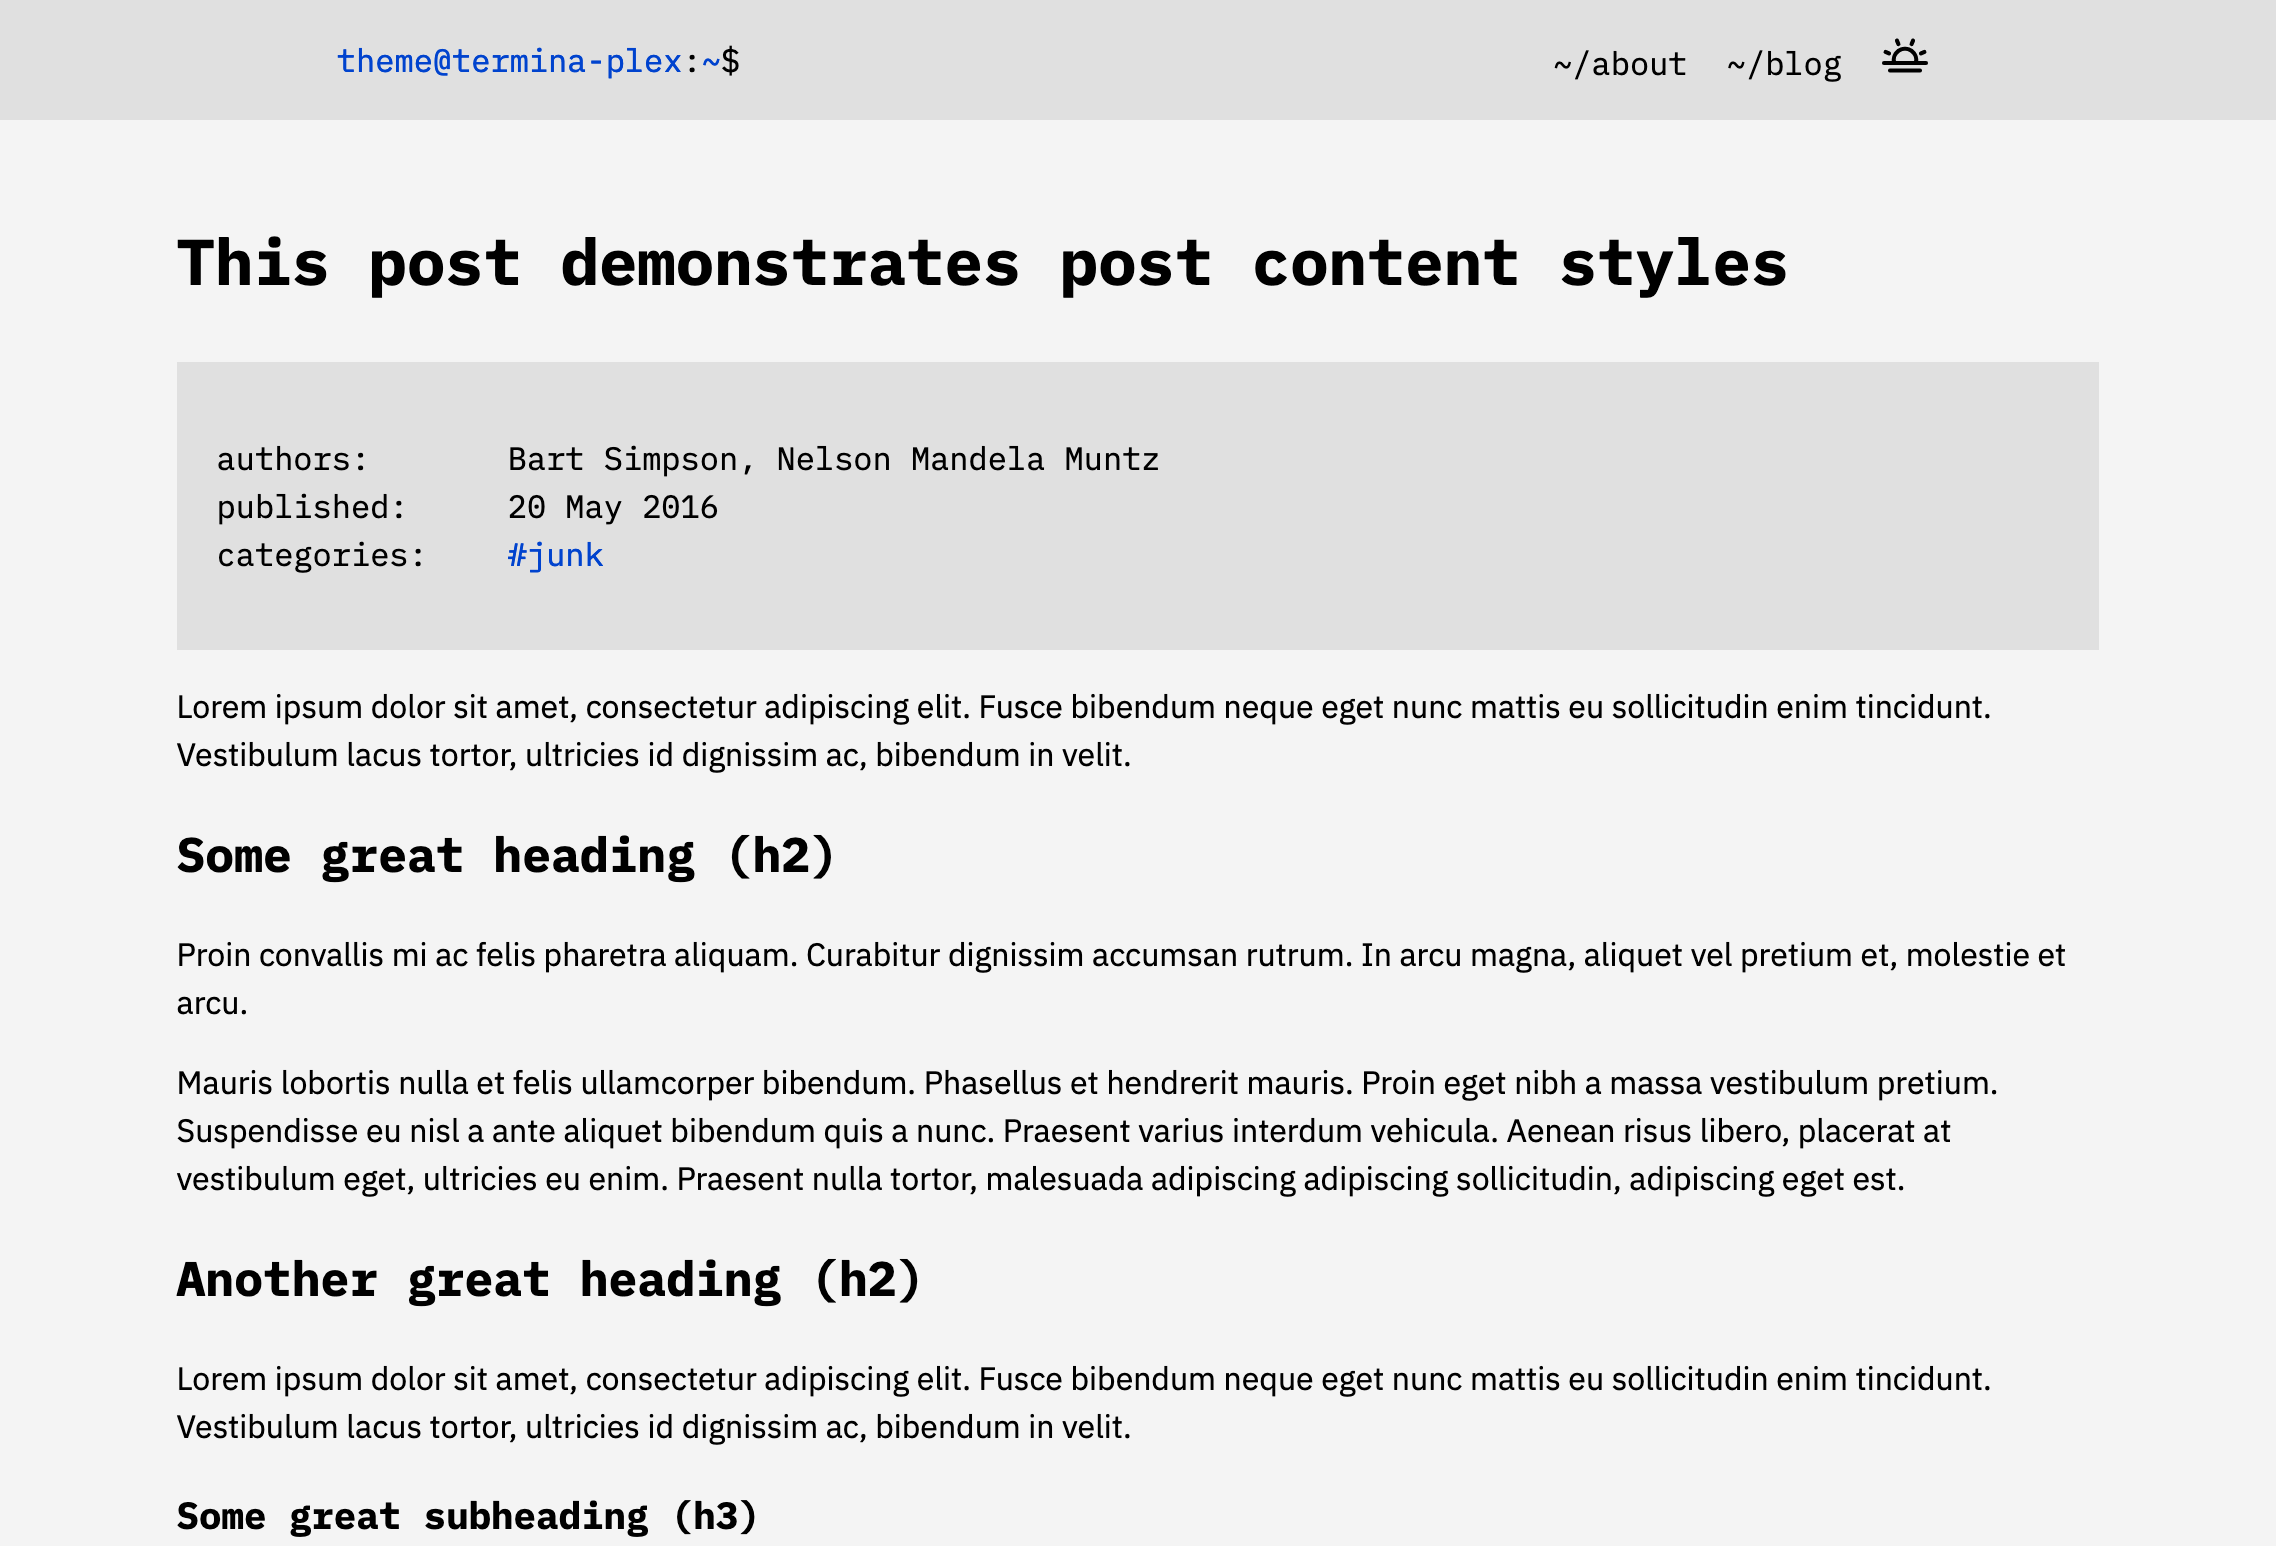 theme@termina-plex:~$
~/about ~/blog
This post demonstrates post content styles
authors: Bart Simpson, Nelson Mandela Muntz
published: 20 May 2016
categories: #junk
Lorem ipsum dolor sit amet, consectetur adipiscing elit. Fusce bibendum neque eget nunc mattis eu sollicitudin enim tincidunt.
Vestibulum lacus tortor, ultricies id dignissim ac, bibendum in velit.
Some great heading (h2)
Proin convallis mi ac felis pharetra aliquam. Curabitur dignissim accumsan rutrum. In arcu magna, aliquet vel pretium et, molestie et
arcu.
Mauris lobortis nulla et felis ullamcorper bibendum. Phasellus et hendrerit mauris. Proin eget nibh a massa vestibulum pretium.
Suspendisse eu nisl a ante aliquet bibendum quis a nunc. Praesent varius interdum vehicula. Aenean risus libero, placerat at
vestibulum eget, ultricies eu enim. Praesent nulla tortor, malesuada adipiscing adipiscing sollicitudin, adipiscing eget est.
Another great heading (h2)
Lorem ipsum dolor sit amet, consectetur adipiscing elit. Fusce bibendum neque eget nunc mattis eu sollicitudin enim tincidunt.
Vestibulum lacus tortor, ultricies id dignissim ac, bibendum in velit.
Some great subheading (h3)